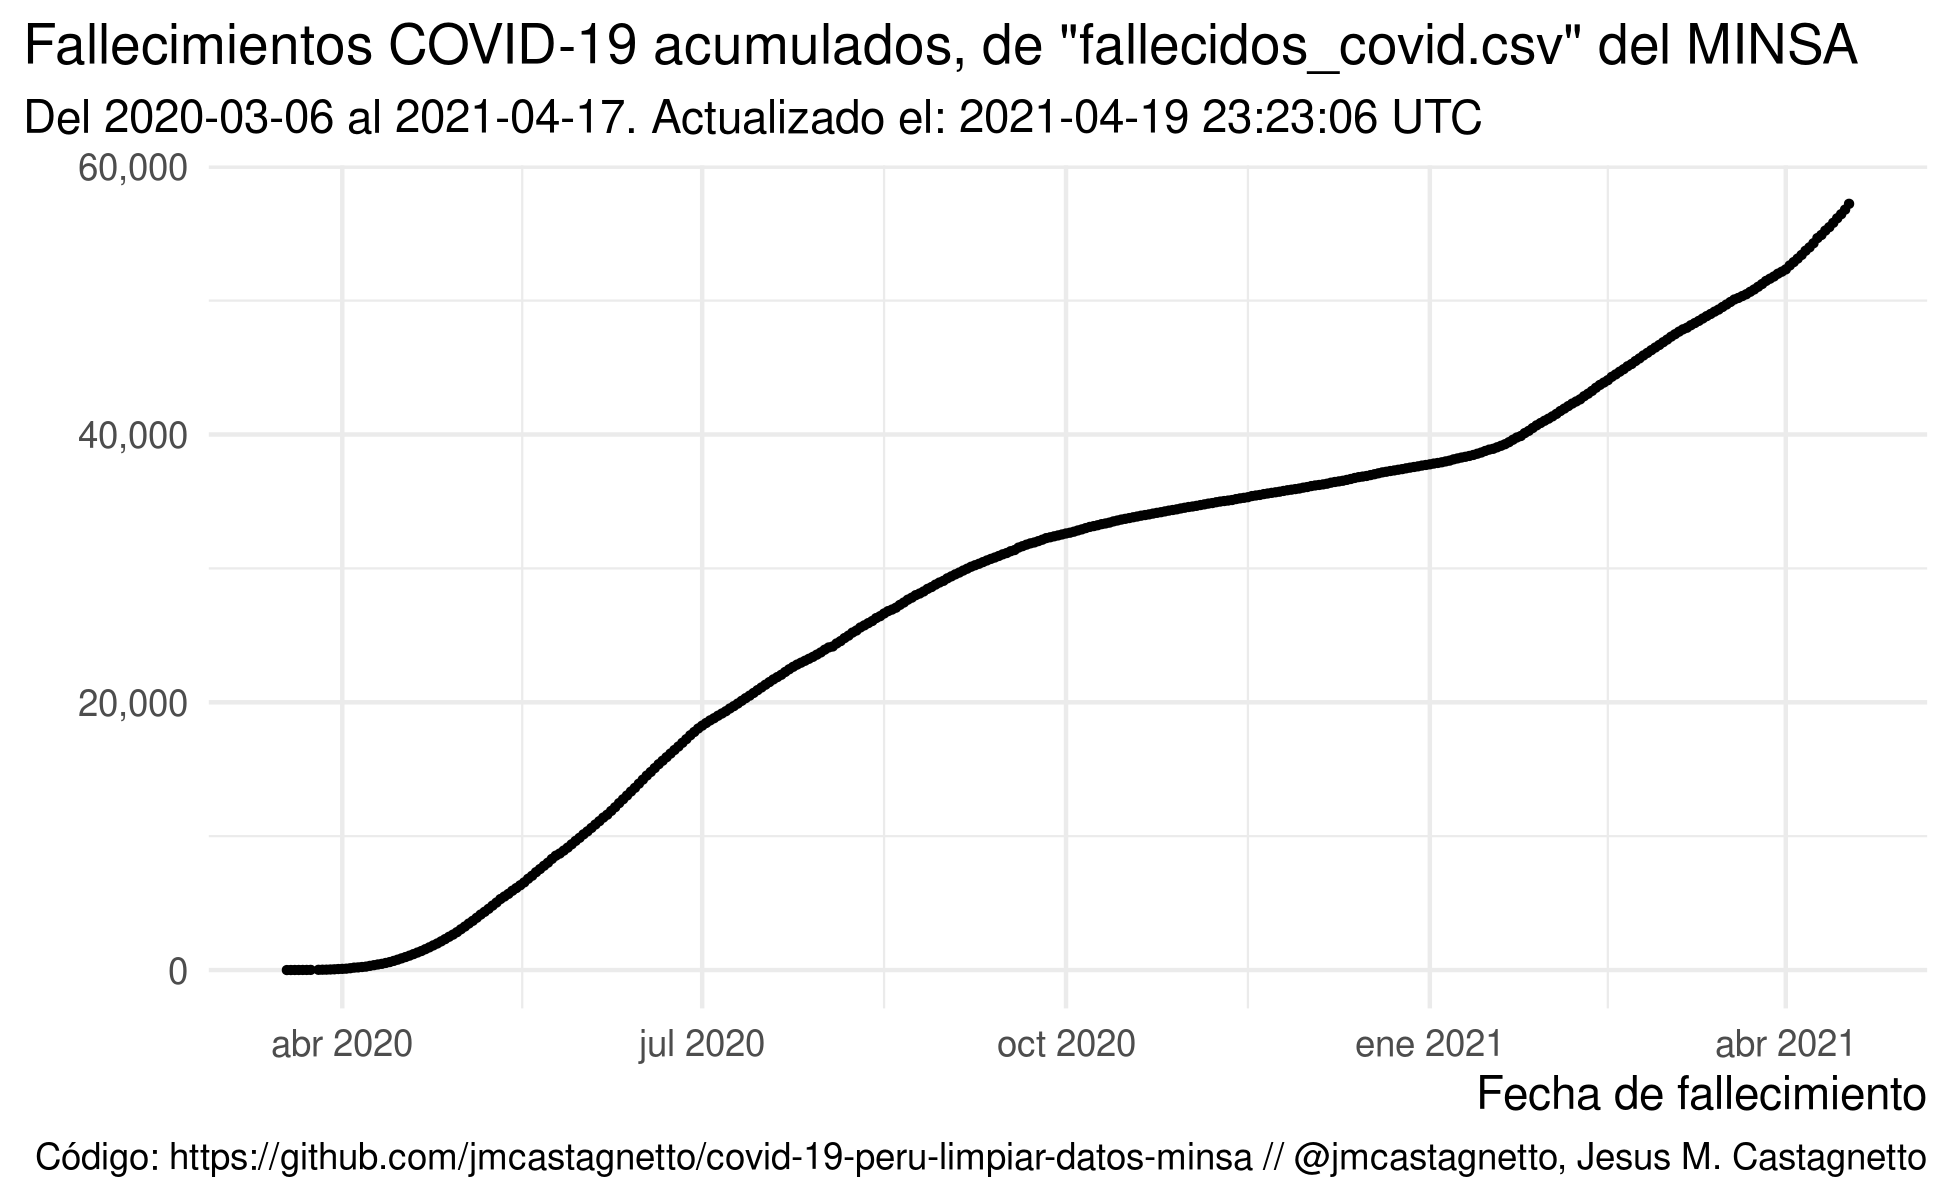 Fallecimientos COVID-19 acumulados, de "fallecidos_covid.csv" del MINSA
Del 2020-03-06 al 2021-04-17. Actualizado el: 2021-04-19 23:23:06 UTC
60,000
40,000
20,000
0
abr 2020 jul 2020 oct 2020 ene 2021 abr 2021
Fecha de fallecimiento
Código: https://github.com/jmcastagnetto/covid-19-peru-limpiar-datos-minsa // @jmcastagnetto, Jesus M. Castagnetto